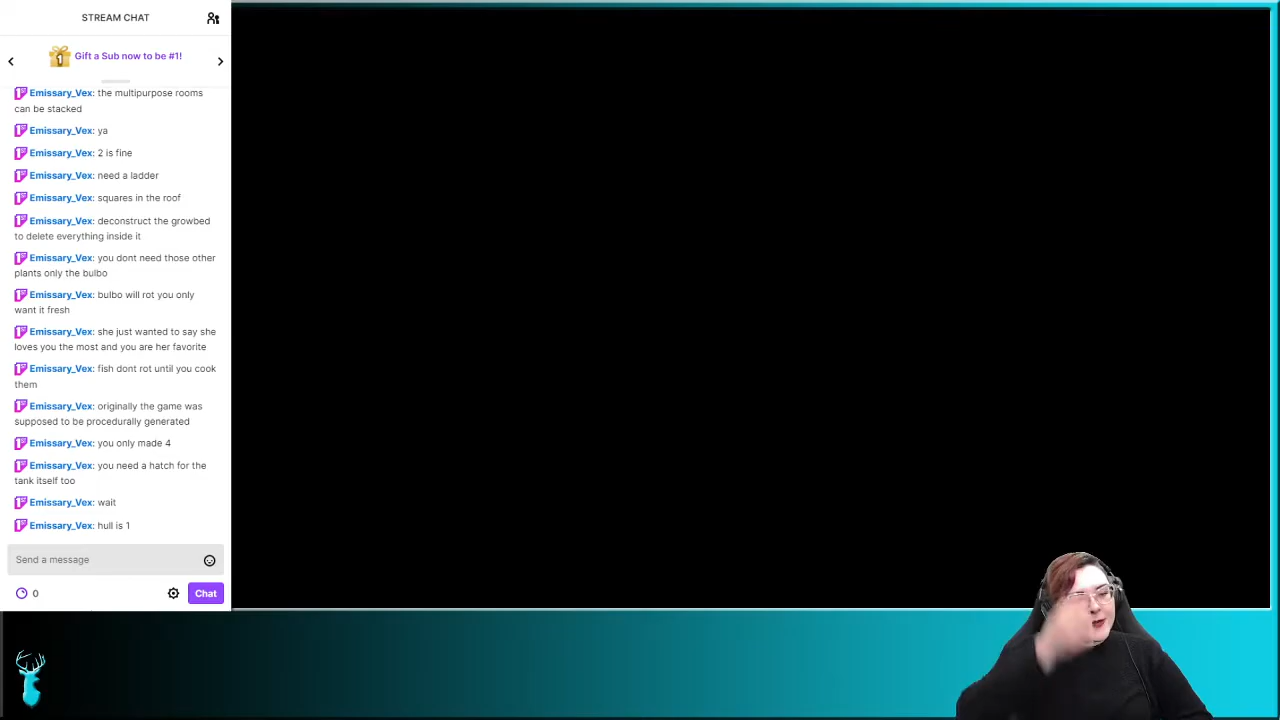 STREAM CHAT
1
Gift a Sub now to be #1!
Emissary_Vex: the multipurpose rooms
can be stacked
Emissary_Vex: ya
Emissary_Vex: 2 is fine
Emissary_Vex: need a ladder
Emissary_Vex: squares in the roof
Emissary_Vex: deconstruct the growbed
to delete everything inside it
Emissary_Vex: you dont need those other
plants only the bulbo
Emissary_Vex: bulbo will rot you only
want it fresh
Emissary_Vex: she just wanted to say she
loves you the most and you are her favorite
Emissary_Vex: fish dont rot until you cook
them
Emissary_Vex: originally the game was
supposed to be procedurally generated
Emissary_Vex: you only made 4
Emissary_Vex: you need a hatch for the
tank itself too
Emissary_Vex: wait
Emissary_Vex: hull is 1
Send a message
0
Chat